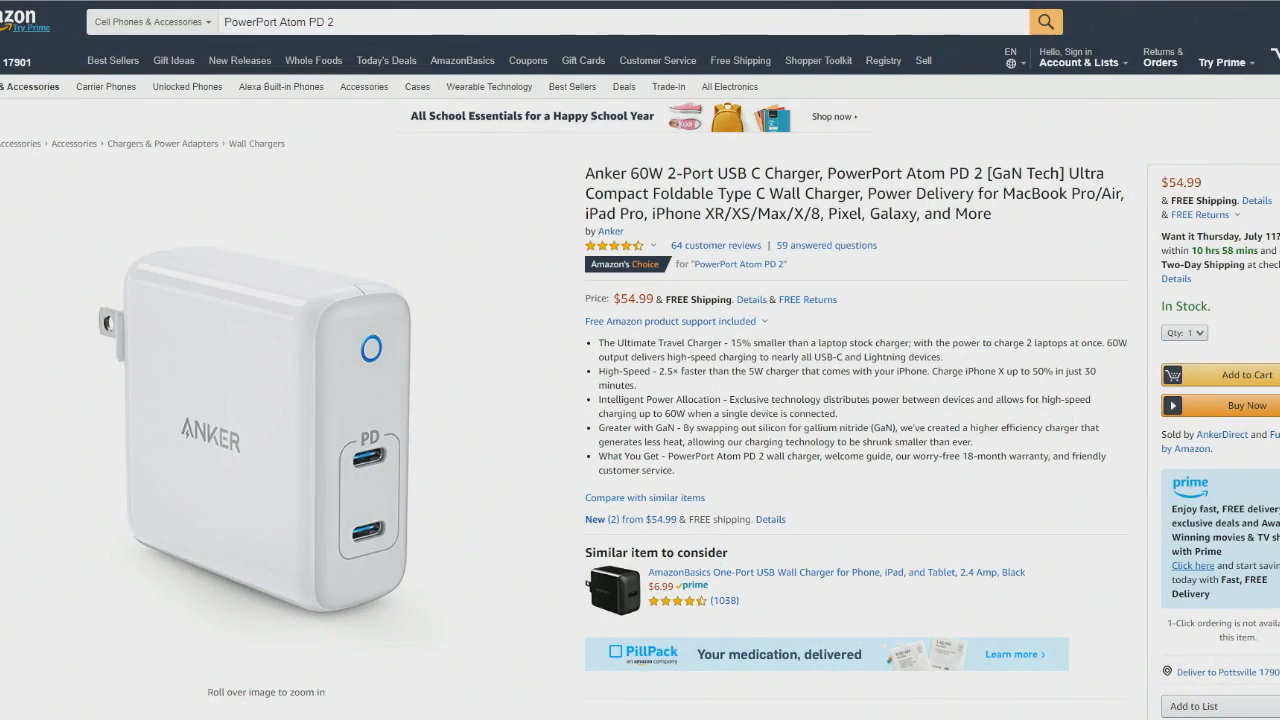 zon
Try Prime
Cell Phones & Accessories
PowerPort Atom PD 2
17901
Best Sellers Gift Ideas New Releases Whole Foods Today's Deals AmazonBasics Coupons Gift Cards Customer Service Free Shipping Shopper Toolkit Registry Sell
EN
Hello, Sign in
Account & Lists
Returns &
Orders
Try Prime
& Accessories Carrier Phones Unlocked Phones Alexa Built-in Phones Accessories Cases Wearable Technology Best Sellers Deals Trade-In All Electronics
All School Essentials for a Happy School Year Shop now ›
ccessories › Accessories › Chargers & Power Adapters › Wall Chargers
ANKER
PD
Roll over image to zoom in
Anker 60W 2-Port USB C Charger, PowerPort Atom PD 2 [GaN Tech] Ultra
Compact Foldable Type C Wall Charger, Power Delivery for MacBook Pro/Air,
iPad Pro, iPhone XR/XS/Max/X/8, Pixel, Galaxy, and More
by Anker
64 customer reviews | 59 answered questions
Amazon's Choice for "PowerPort Atom PD 2"
Price: $54.99 & FREE Shipping. Details & FREE Returns
Free Amazon product support included
• The Ultimate Travel Charger - 15% smaller than a laptop stock charger; with the power to charge 2 laptops at once. 60W
output delivers high-speed charging to nearly all USB-C and Lightning devices.
• High-Speed - 2.5× faster than the 5W charger that comes with your iPhone. Charge iPhone X up to 50% in just 30
minutes.
• Intelligent Power Allocation - Exclusive technology distributes power between devices and allows for high-speed
charging up to 60W when a single device is connected.
• Greater with GaN - By swapping out silicon for gallium nitride (GaN), we've created a higher efficiency charger that
generates less heat, allowing our charging technology to be shrunk smaller than ever.
• What You Get - PowerPort Atom PD 2 wall charger, welcome guide, our worry-free 18-month warranty, and friendly
customer service.
Compare with similar items
New (2) from $54.99 & FREE shipping. Details
Similar item to consider
AmazonBasics One-Port USB Wall Charger for Phone, iPad, and Tablet, 2.4 Amp, Black
$6.99 prime
(1038)
PillPack
an amazon company
Your medication, delivered
Learn more ›
$54.99
& FREE Shipping. Details
& FREE Returns
Want it Thursday, July 11?
within 10 hrs 58 mins and
Two-Day Shipping at chec
Details
In Stock.
Qty: 1
Add to Cart
Buy Now
Sold by AnkerDirect and Fu
by Amazon.
prime
Enjoy fast, FREE delivery
exclusive deals and Awa
Winning movies & TV sh
with Prime
Click here and start savin
today with Fast, FREE
Delivery
1-Click ordering is not availa
this item.
Deliver to Pottsville 1790
Add to List